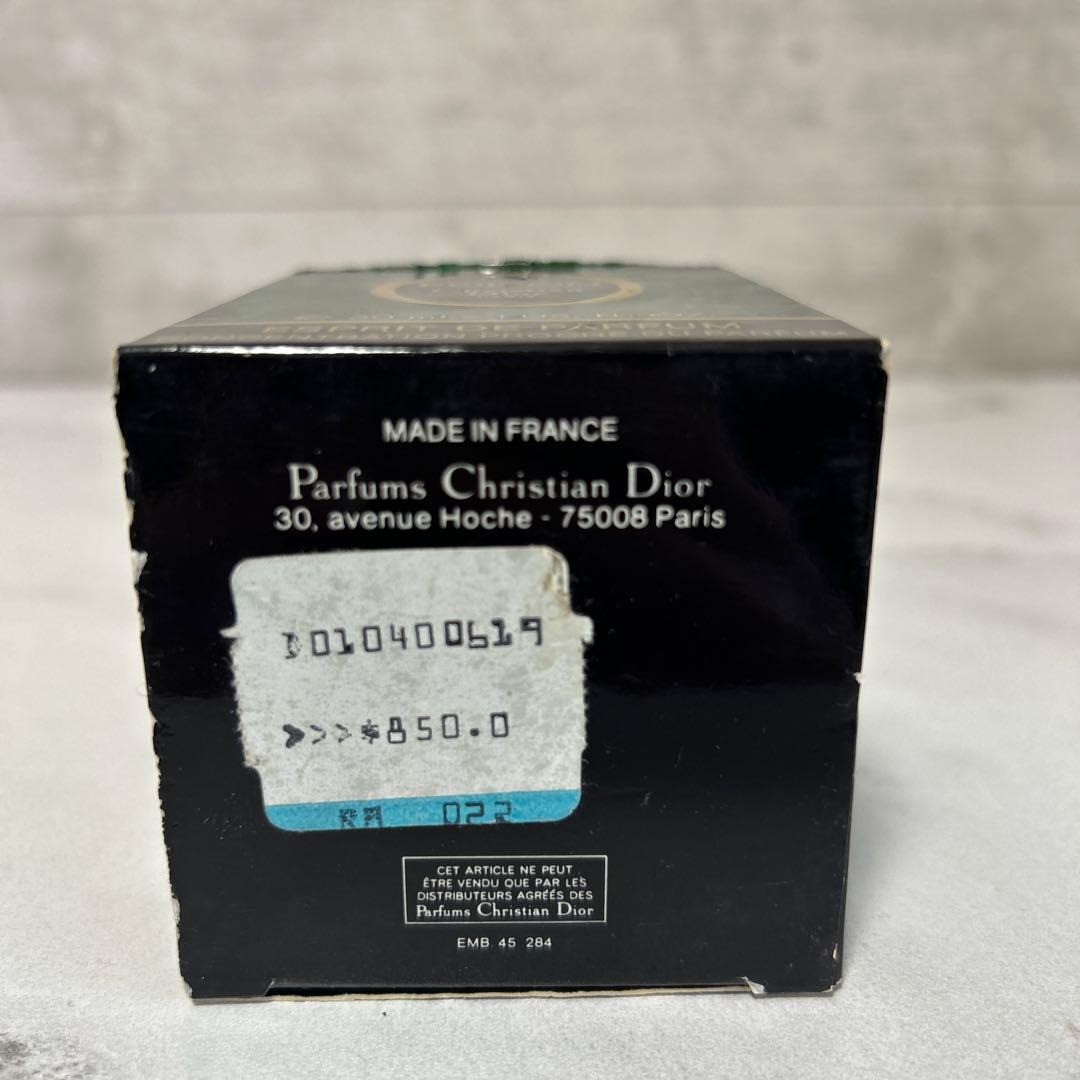 ESPRIT DE PARFUM
MADE IN FRANCE
Parfums Christian Dior
30, avenue Hoche - 75008 Paris
D010400619
>>>$850.0
RM 022
CET ARTICLE NE PEUT
ÊTRE VENDU QUE PAR LES
DISTRIBUTEURS AGRÉÉS DES
Parfums Christian Dior
EMB. 45 284